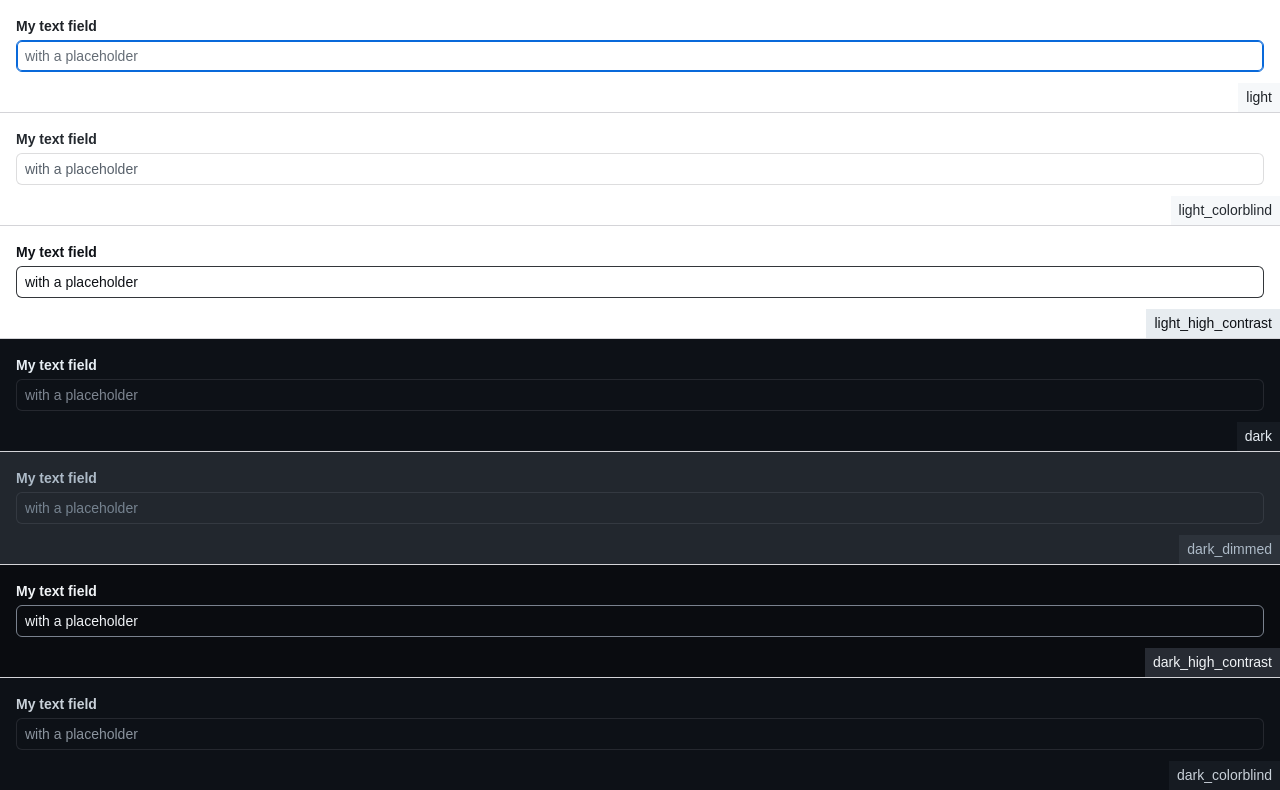 My text field
with a placeholder
light
My text field
with a placeholder
light_colorblind
My text field
with a placeholder
light_high_contrast
My text field
with a placeholder
dark
My text field
with a placeholder
dark_dimmed
My text field
with a placeholder
dark_high_contrast
My text field
with a placeholder
dark_colorblind